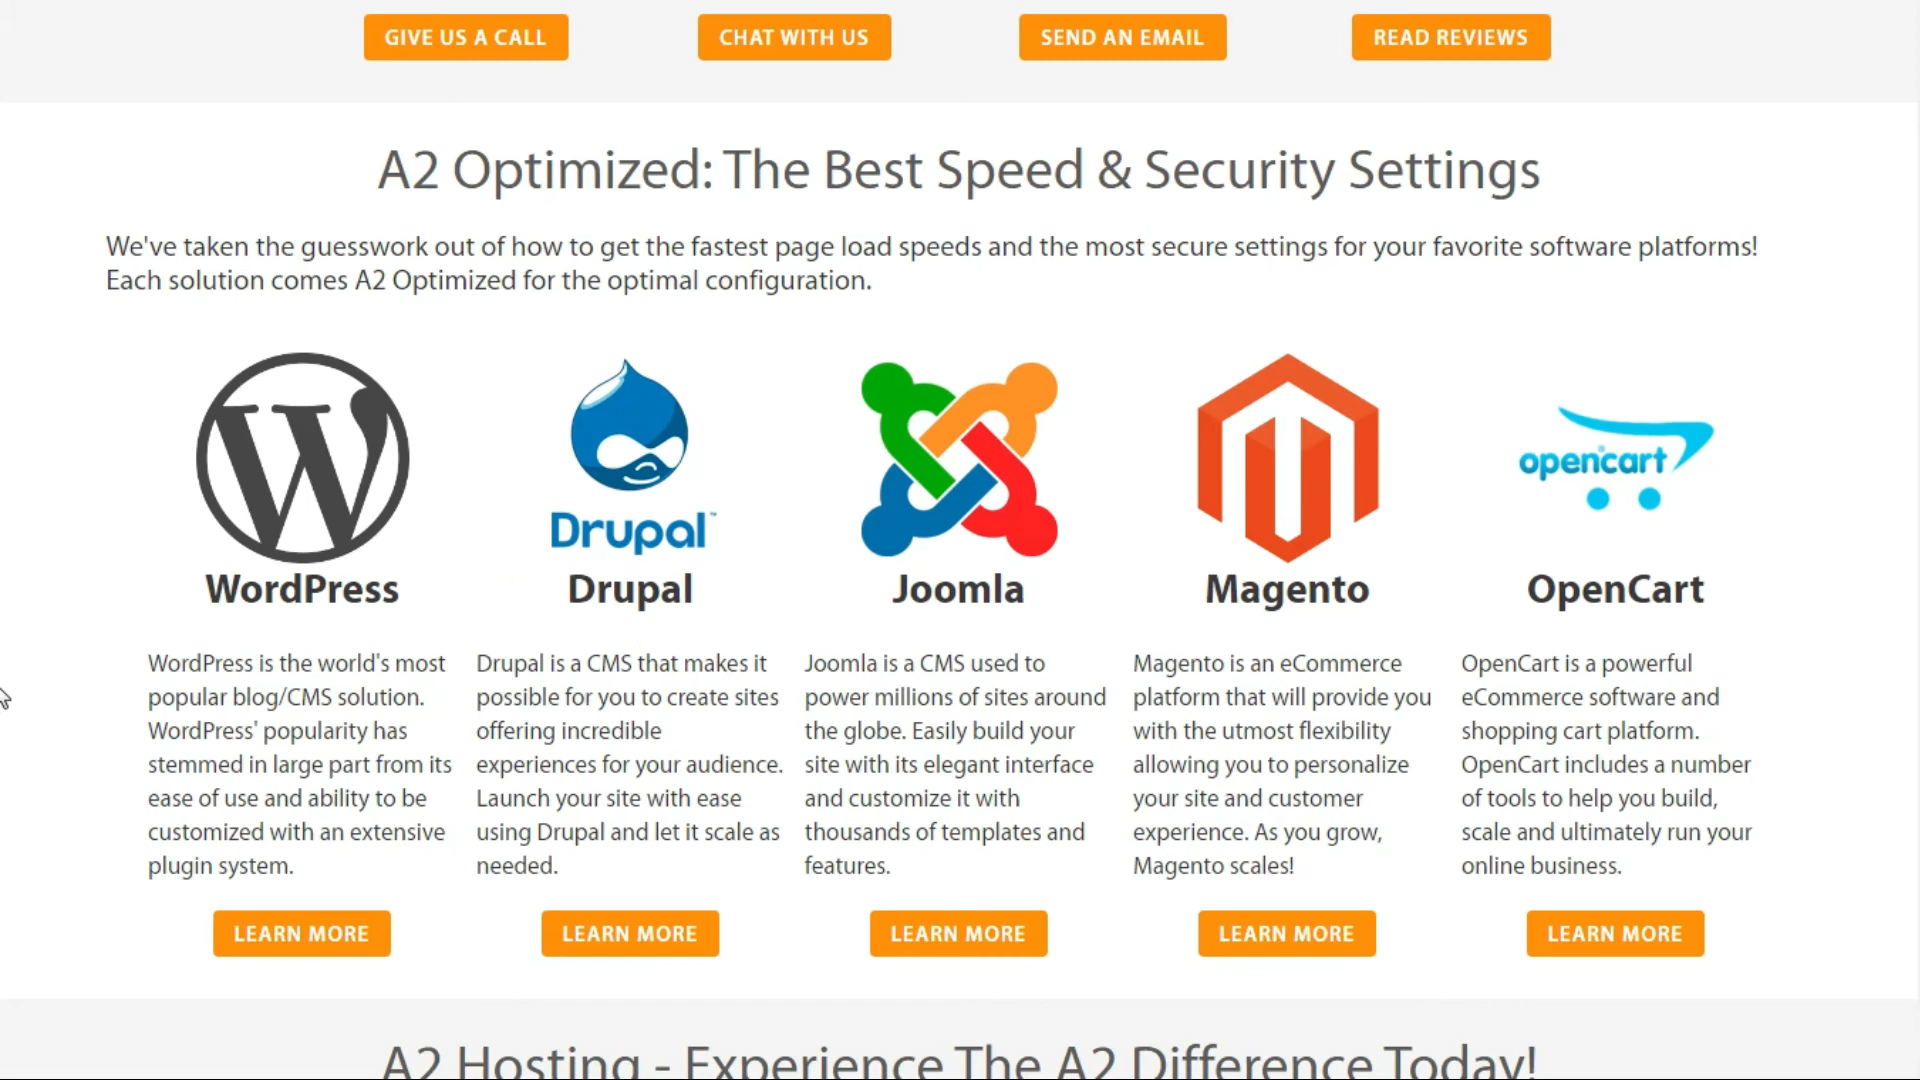 GIVE US A CALL
CHAT WITH US
SEND AN EMAIL
READ REVIEWS
A2 Optimized: The Best Speed & Security Settings
We've taken the guesswork out of how to get the fastest page load speeds and the most secure settings for your favorite software platforms!
Each solution comes A2 Optimized for the optimal configuration.
Drupal™
opencart
WordPress
Drupal
Joomla
Magento
OpenCart
WordPress is the world's most
popular blog/CMS solution.
WordPress' popularity has
stemmed in large part from its
ease of use and ability to be
customized with an extensive
plugin system.
Drupal is a CMS that makes it
possible for you to create sites
offering incredible
experiences for your audience.
Launch your site with ease
using Drupal and let it scale as
needed.
Joomla is a CMS used to
power millions of sites around
the globe. Easily build your
site with its elegant interface
and customize it with
thousands of templates and
features.
Magento is an eCommerce
platform that will provide you
with the utmost flexibility
allowing you to personalize
your site and customer
experience. As you grow,
Magento scales!
OpenCart is a powerful
eCommerce software and
shopping cart platform.
OpenCart includes a number
of tools to help you build,
scale and ultimately run your
online business.
LEARN MORE
LEARN MORE
LEARN MORE
LEARN MORE
LEARN MORE
A2 Hosting - Experience The A2 Difference Today!